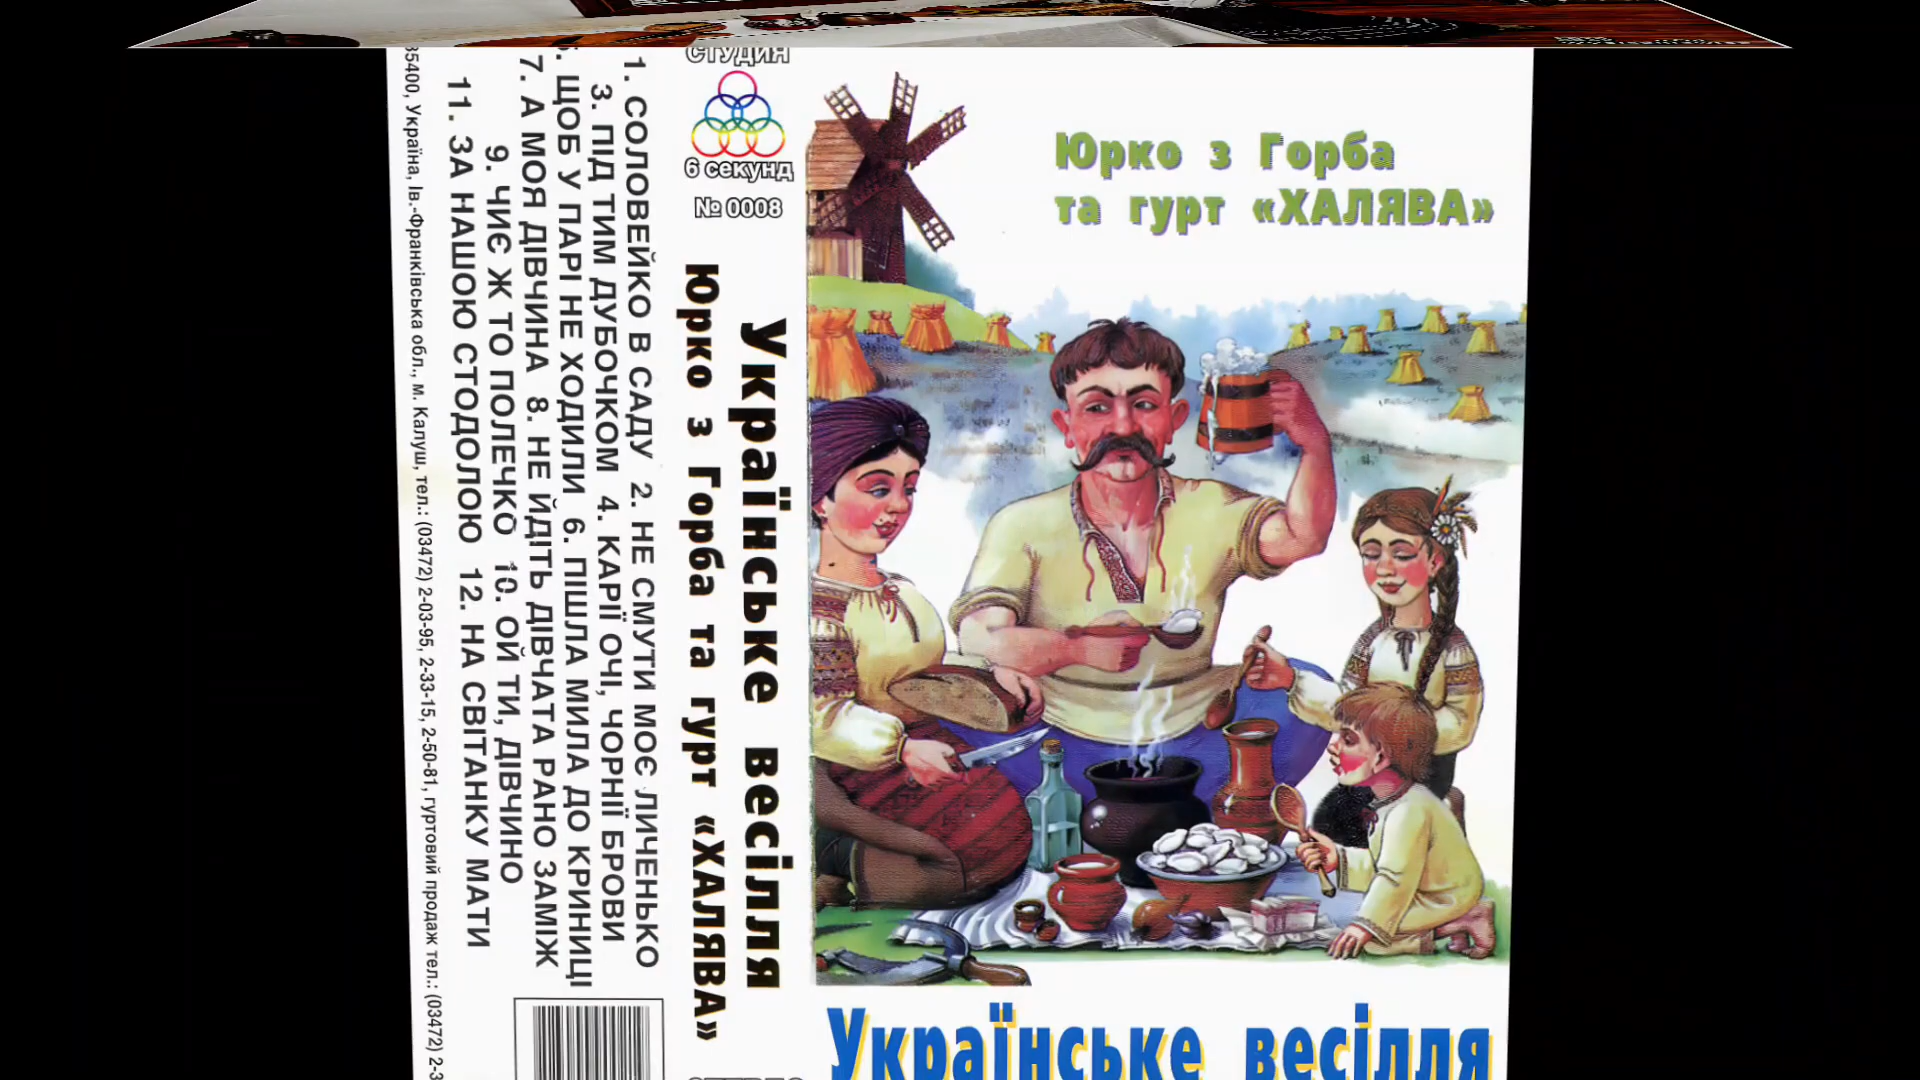 Юрко з Горба
та гурт «ХАЛЯВА»
Українське весілля
СТУДИЯ
6 секунд
№ 0008
Українське весілля
Юрко з Горба та гурт «ХАЛЯВА»
1. СОЛОВЕЙКО В САДУ 2. НЕ СМУТИ МОЄ ЛИЧЕНЬКО
3. ПІД ТИМ ДУБОЧКОМ 4. КАРІЇ ОЧІ, ЧОРНІЇ БРОВИ
5. ЩОБ У ПАРІ НЕ ХОДИЛИ 6. ПІШЛА МИЛА ДО КРИНИЦІ
7. А МОЯ ДІВЧИНА 8. НЕ ЙДІТЬ ДІВЧАТА РАНО ЗАМІЖ
9. ЧИЄ Ж ТО ПОЛЕЧКО 10. ОЙ ТИ, ДІВЧИНО
11. ЗА НАШОЮ СТОДОЛОЮ 12. НА СВІТАНКУ МАТИ
35400, Україна, Ів.-Франківська обл., м. Калуш, тел.: (03472) 2-03-95, 2-33-15, 2-50-81, гуртовий продаж тел.: (03472) 2-3